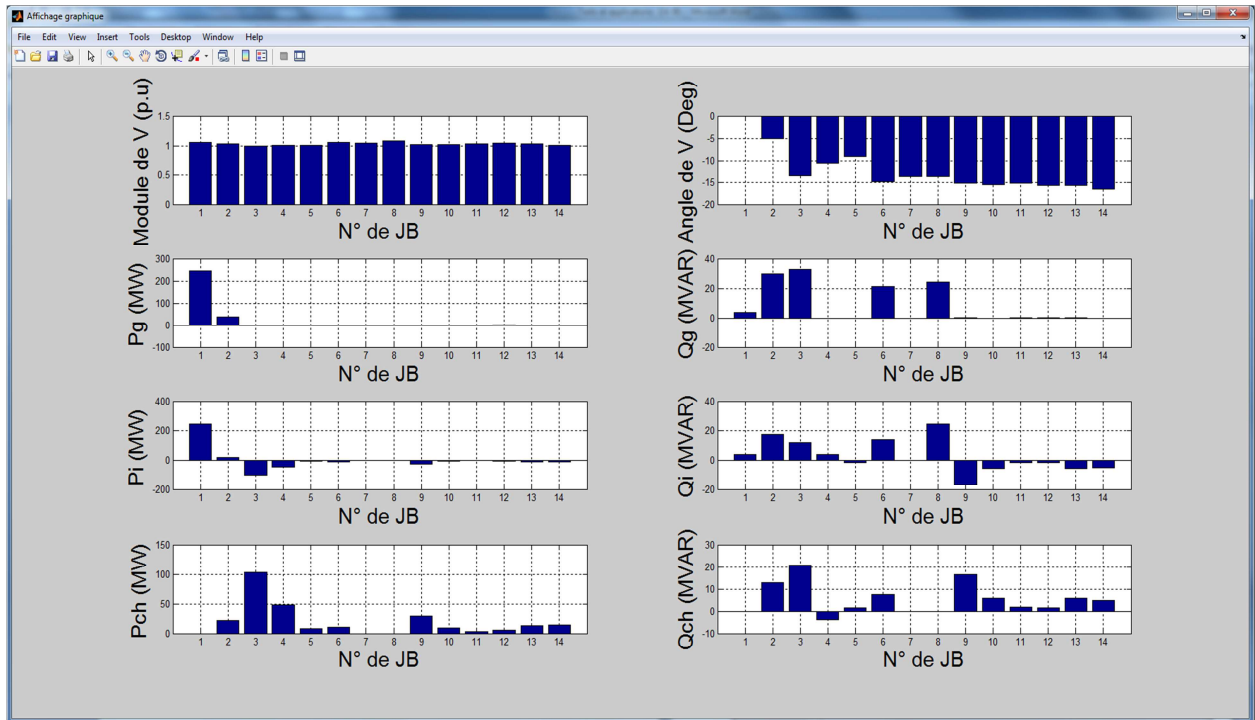 Affichage graphique
File Edit View Insert Tools Desktop Window Help
Module de V (p.u)
1.5
1
0.5
0
1 2 3 4 5 6 7 8 9 10 11 12 13 14
N° de JB
Angle de V (Deg)
0
-5
-10
-15
-20
1 2 3 4 5 6 7 8 9 10 11 12 13 14
N° de JB
Pg (MW)
300
200
100
0
-100
1 2 3 4 5 6 7 8 9 10 11 12 13 14
N° de JB
Qg (MVAR)
40
20
0
-20
1 2 3 4 5 6 7 8 9 10 11 12 13 14
N° de JB
Pi (MW)
400
200
0
-200
1 2 3 4 5 6 7 8 9 10 11 12 13 14
N° de JB
Qi (MVAR)
40
20
0
-20
1 2 3 4 5 6 7 8 9 10 11 12 13 14
N° de JB
Pch (MW)
150
100
50
0
1 2 3 4 5 6 7 8 9 10 11 12 13 14
N° de JB
Qch (MVAR)
30
20
10
0
-10
1 2 3 4 5 6 7 8 9 10 11 12 13 14
N° de JB